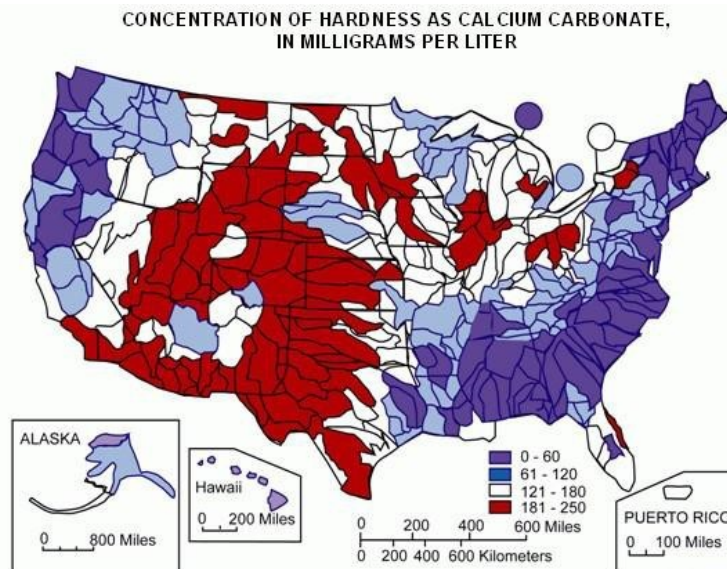 CONCENTRATION OF HARDNESS AS CALCIUM CARBONATE,
IN MILLIGRAMS PER LITER
ALASKA
0 800 Miles
Hawaii
0 200 Miles
0 - 60
61 - 120
121 - 180
181 - 250
0 200 400 600 Miles
0 200 400 600 Kilometers
PUERTO RICO
0 100 Miles